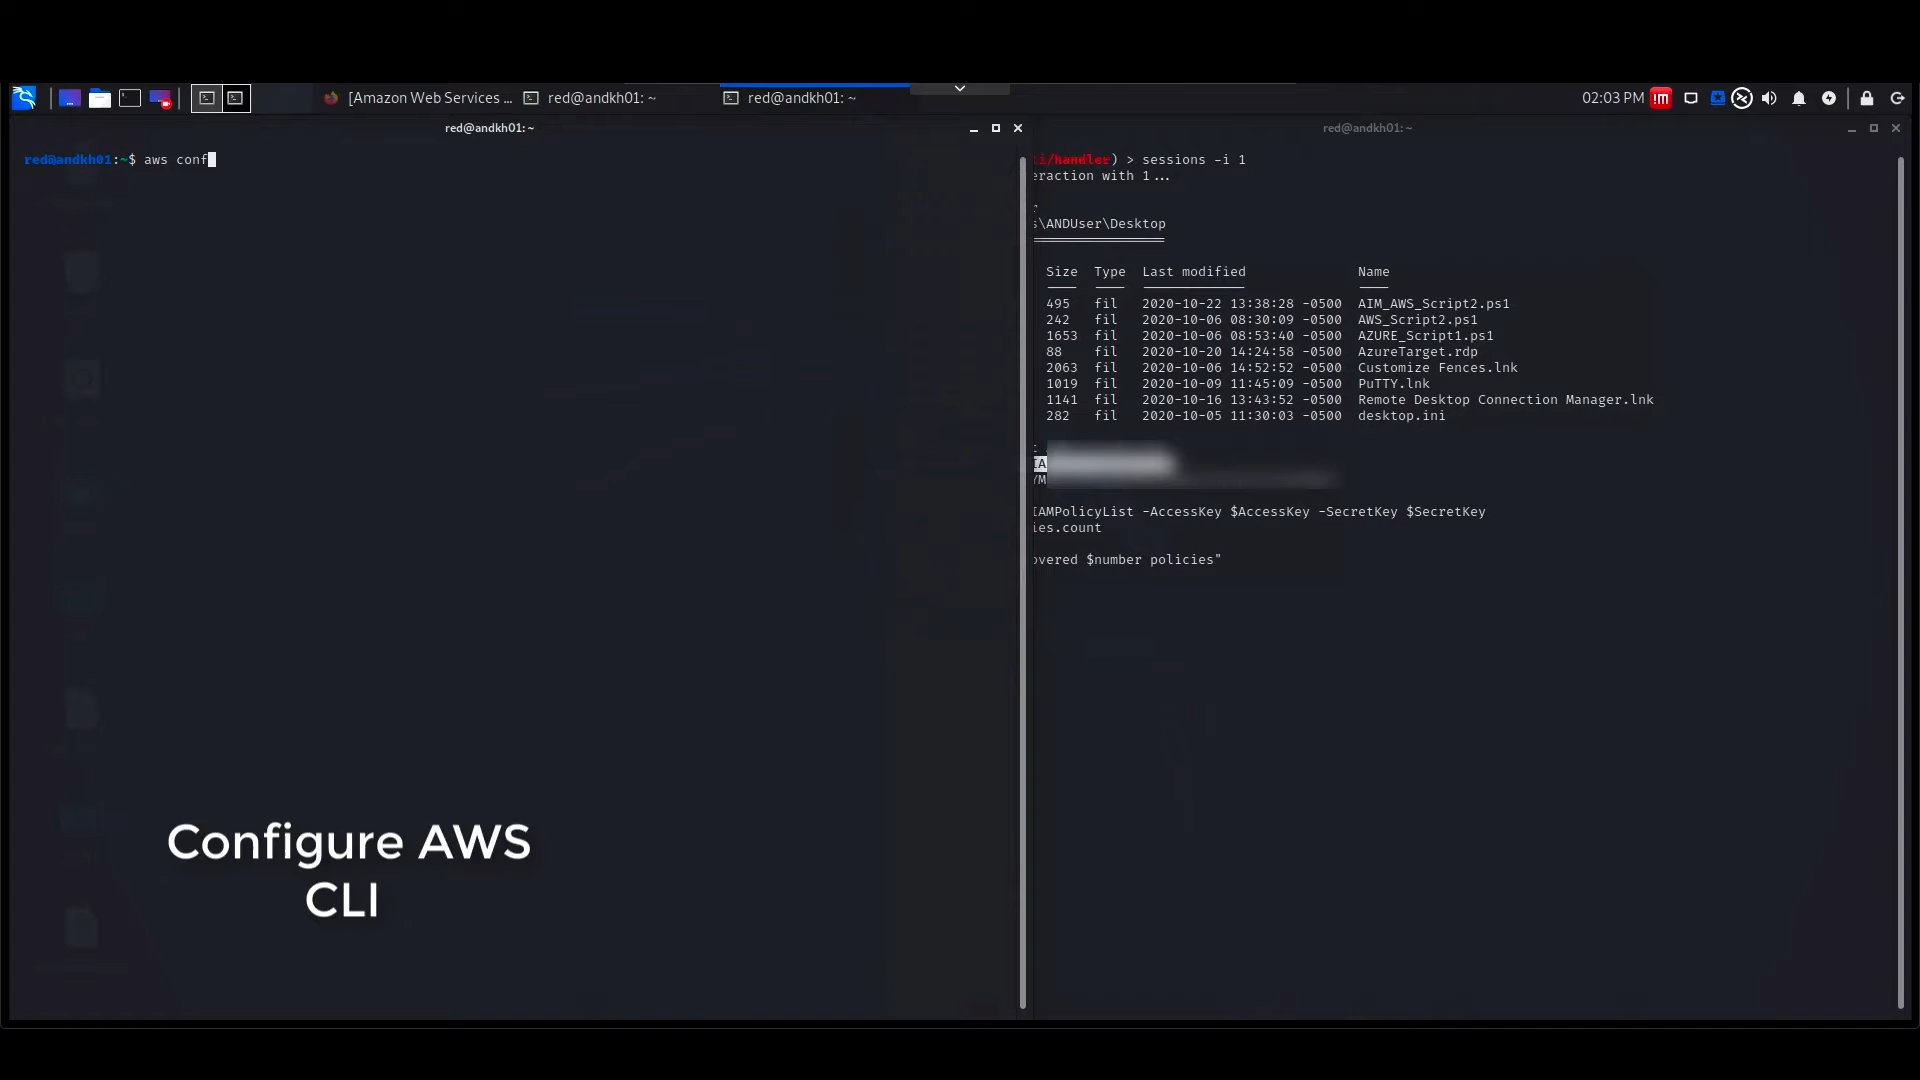 [Amazon Web Services ...
red@andkh01: ~
red@andkh01: ~
02:03 PM
red@andkh01:~
red@andkh01:~
red@andkh01:~$ aws conf
i/handler) > sessions -i 1
eraction with 1...
s\ANDUser\Desktop
Size Type Last modified Name
495 fil 2020-10-22 13:38:28 -0500 AIM_AWS_Script2.ps1
242 fil 2020-10-06 08:30:09 -0500 AWS_Script2.ps1
1653 fil 2020-10-06 08:53:40 -0500 AZURE_Script1.ps1
88 fil 2020-10-20 14:24:58 -0500 AzureTarget.rdp
2063 fil 2020-10-06 14:52:52 -0500 Customize Fences.lnk
1019 fil 2020-10-09 11:45:09 -0500 PuTTY.lnk
1141 fil 2020-10-16 13:43:52 -0500 Remote Desktop Connection Manager.lnk
282 fil 2020-10-05 11:30:03 -0500 desktop.ini
IA
YM
IAMPolicyList -AccessKey $AccessKey -SecretKey $SecretKey
ies.count
overed $number policies"
Configure AWS
CLI